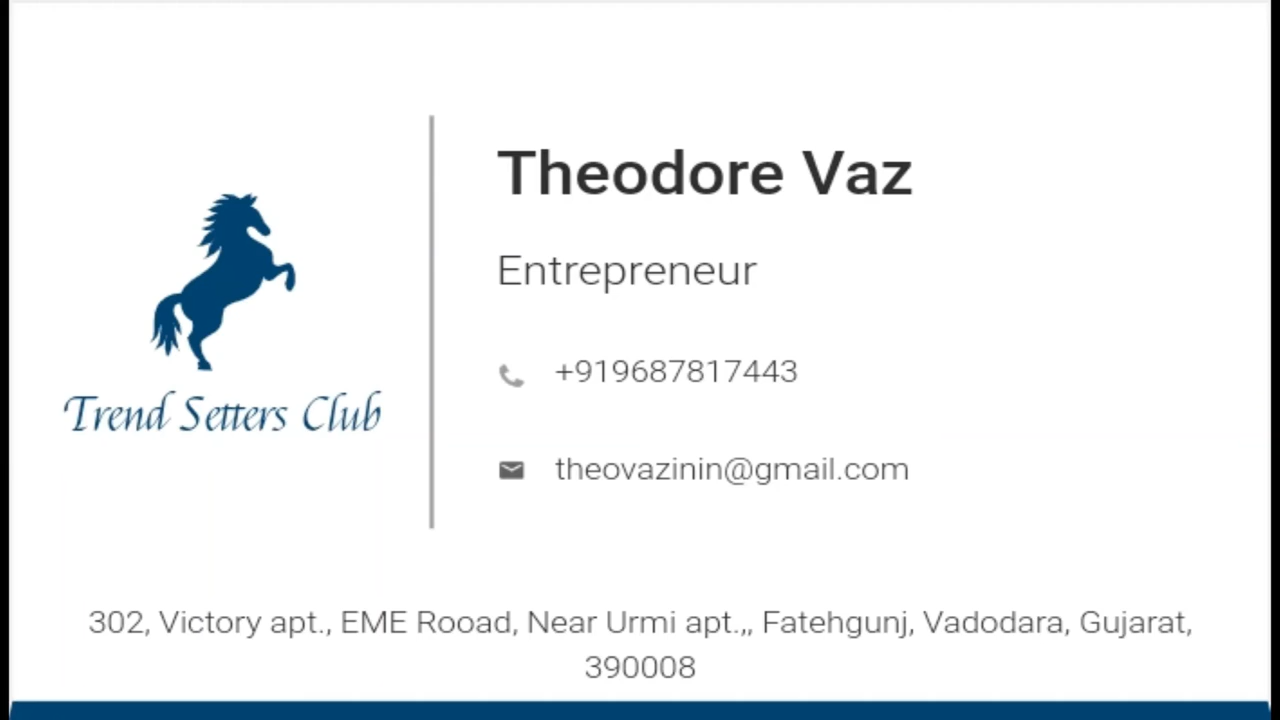 Theodore Vaz
Entrepreneur
+919687817443
theovazinin@gmail.com
Trend Setters Club
302, Victory apt., EME Rooad, Near Urmi apt.,, Fatehgunj, Vadodara, Gujarat,
390008